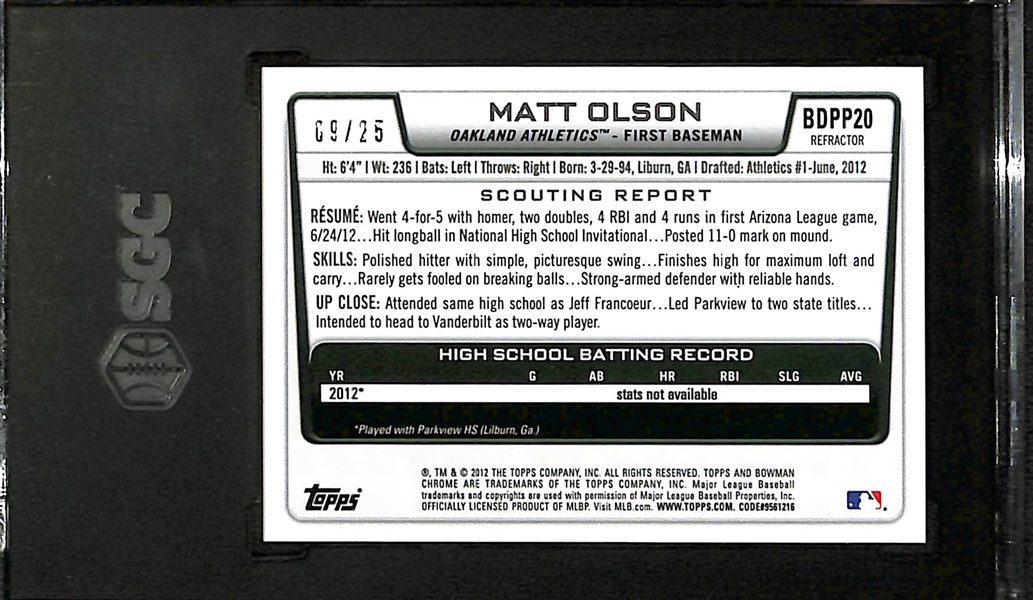 SGC
09/25
MATT OLSON
OAKLAND ATHLETICS™ - FIRST BASEMAN
BDPP20
REFRACTOR
Ht: 6'4" | Wt: 236 | Bats: Left | Throws: Right | Born: 3-29-94, Liburn, GA | Drafted: Athletics #1-June, 2012
SCOUTING REPORT
RÉSUMÉ: Went 4-for-5 with homer, two doubles, 4 RBI and 4 runs in first Arizona League game,
6/24/12...Hit longball in National High School Invitational...Posted 11-0 mark on mound.
SKILLS: Polished hitter with simple, picturesque swing...Finishes high for maximum loft and
carry...Rarely gets fooled on breaking balls...Strong-armed defender with reliable hands.
UP CLOSE: Attended same high school as Jeff Francoeur...Led Parkview to two state titles...
Intended to head to Vanderbilt as two-way player.
HIGH SCHOOL BATTING RECORD
YR G AB HR RBI SLG AVG
2012* stats not available
*Played with Parkview HS (Lilburn, Ga.)
®, TM & © 2012 THE TOPPS COMPANY, INC. ALL RIGHTS RESERVED. TOPPS AND BOWMAN
CHROME ARE TRADEMARKS OF THE TOPPS COMPANY, INC. Major League Baseball
trademarks and copyrights are used with permission of Major League Baseball Properties, Inc.
OFFICIALLY LICENSED PRODUCT OF MLBP. Visit MLB.com. WWW.TOPPS.COM. CODE#9561216
Topps